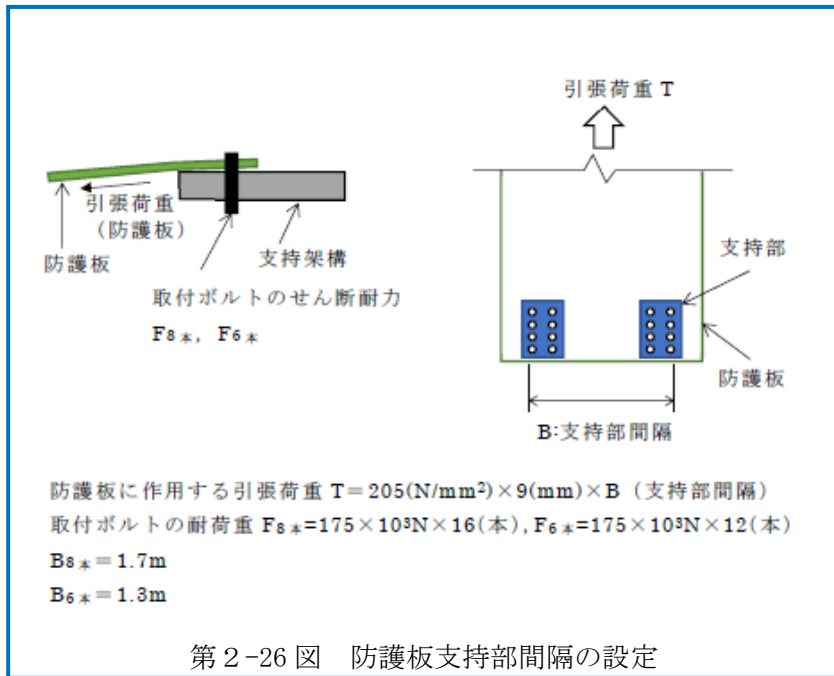 引張荷重 T
引張荷重
（防護板）
防護板
支持架構
取付ボルトのせん断耐力
F8本, F6本
支持部
防護板
B:支持部間隔
防護板に作用する引張荷重 T＝205(N/mm²)×9(mm)×B（支持部間隔）
取付ボルトの耐荷重 F8本=175×10³N×16(本),F6本=175×10³N×12(本)
B8本＝1.7m
B6本＝1.3m
第２-26 図　防護板支持部間隔の設定